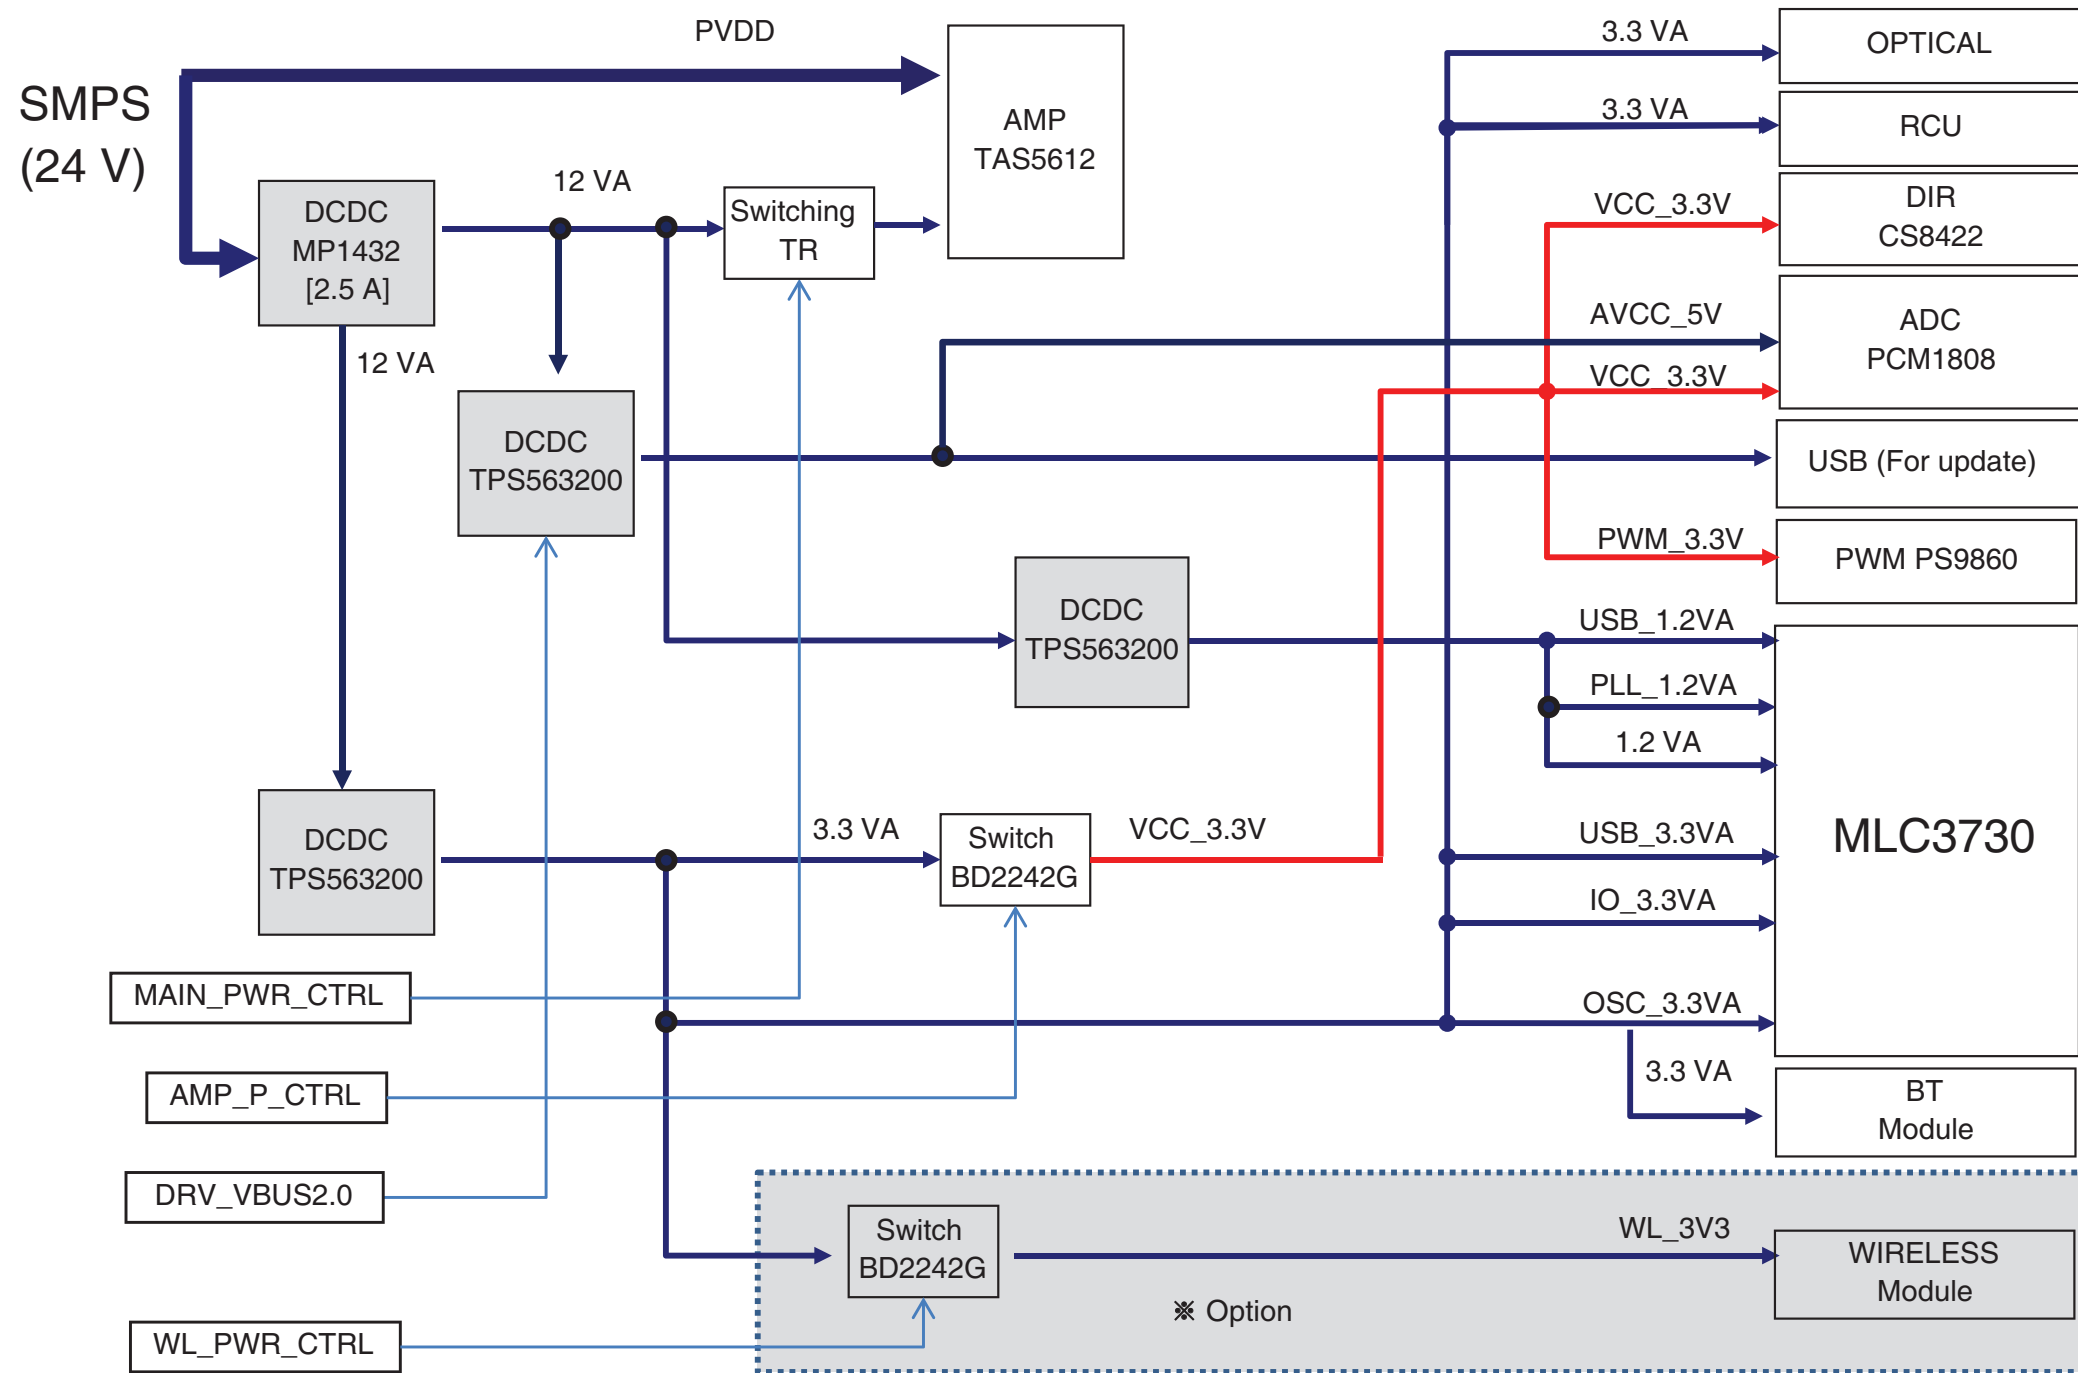 PVDD
SMPS
(24 V)
AMP
TAS5612
3.3 VA
OPTICAL
3.3 VA
RCU
DCDC
MP1432
[2.5 A]
12 VA
Switching
TR
VCC_3.3V
DIR
CS8422
12 VA
AVCC_5V
VCC_3.3V
ADC
PCM1808
DCDC
TPS563200
USB (For update)
PWM_3.3V
PWM PS9860
DCDC
TPS563200
USB_1.2VA
PLL_1.2VA
1.2 VA
USB_3.3VA
IO_3.3VA
OSC_3.3VA
MLC3730
DCDC
TPS563200
3.3 VA
Switch
BD2242G
VCC_3.3V
MAIN_PWR_CTRL
3.3 VA
BT
Module
AMP_P_CTRL
DRV_VBUS2.0
Switch
BD2242G
WL_3V3
WIRELESS
Module
※ Option
WL_PWR_CTRL